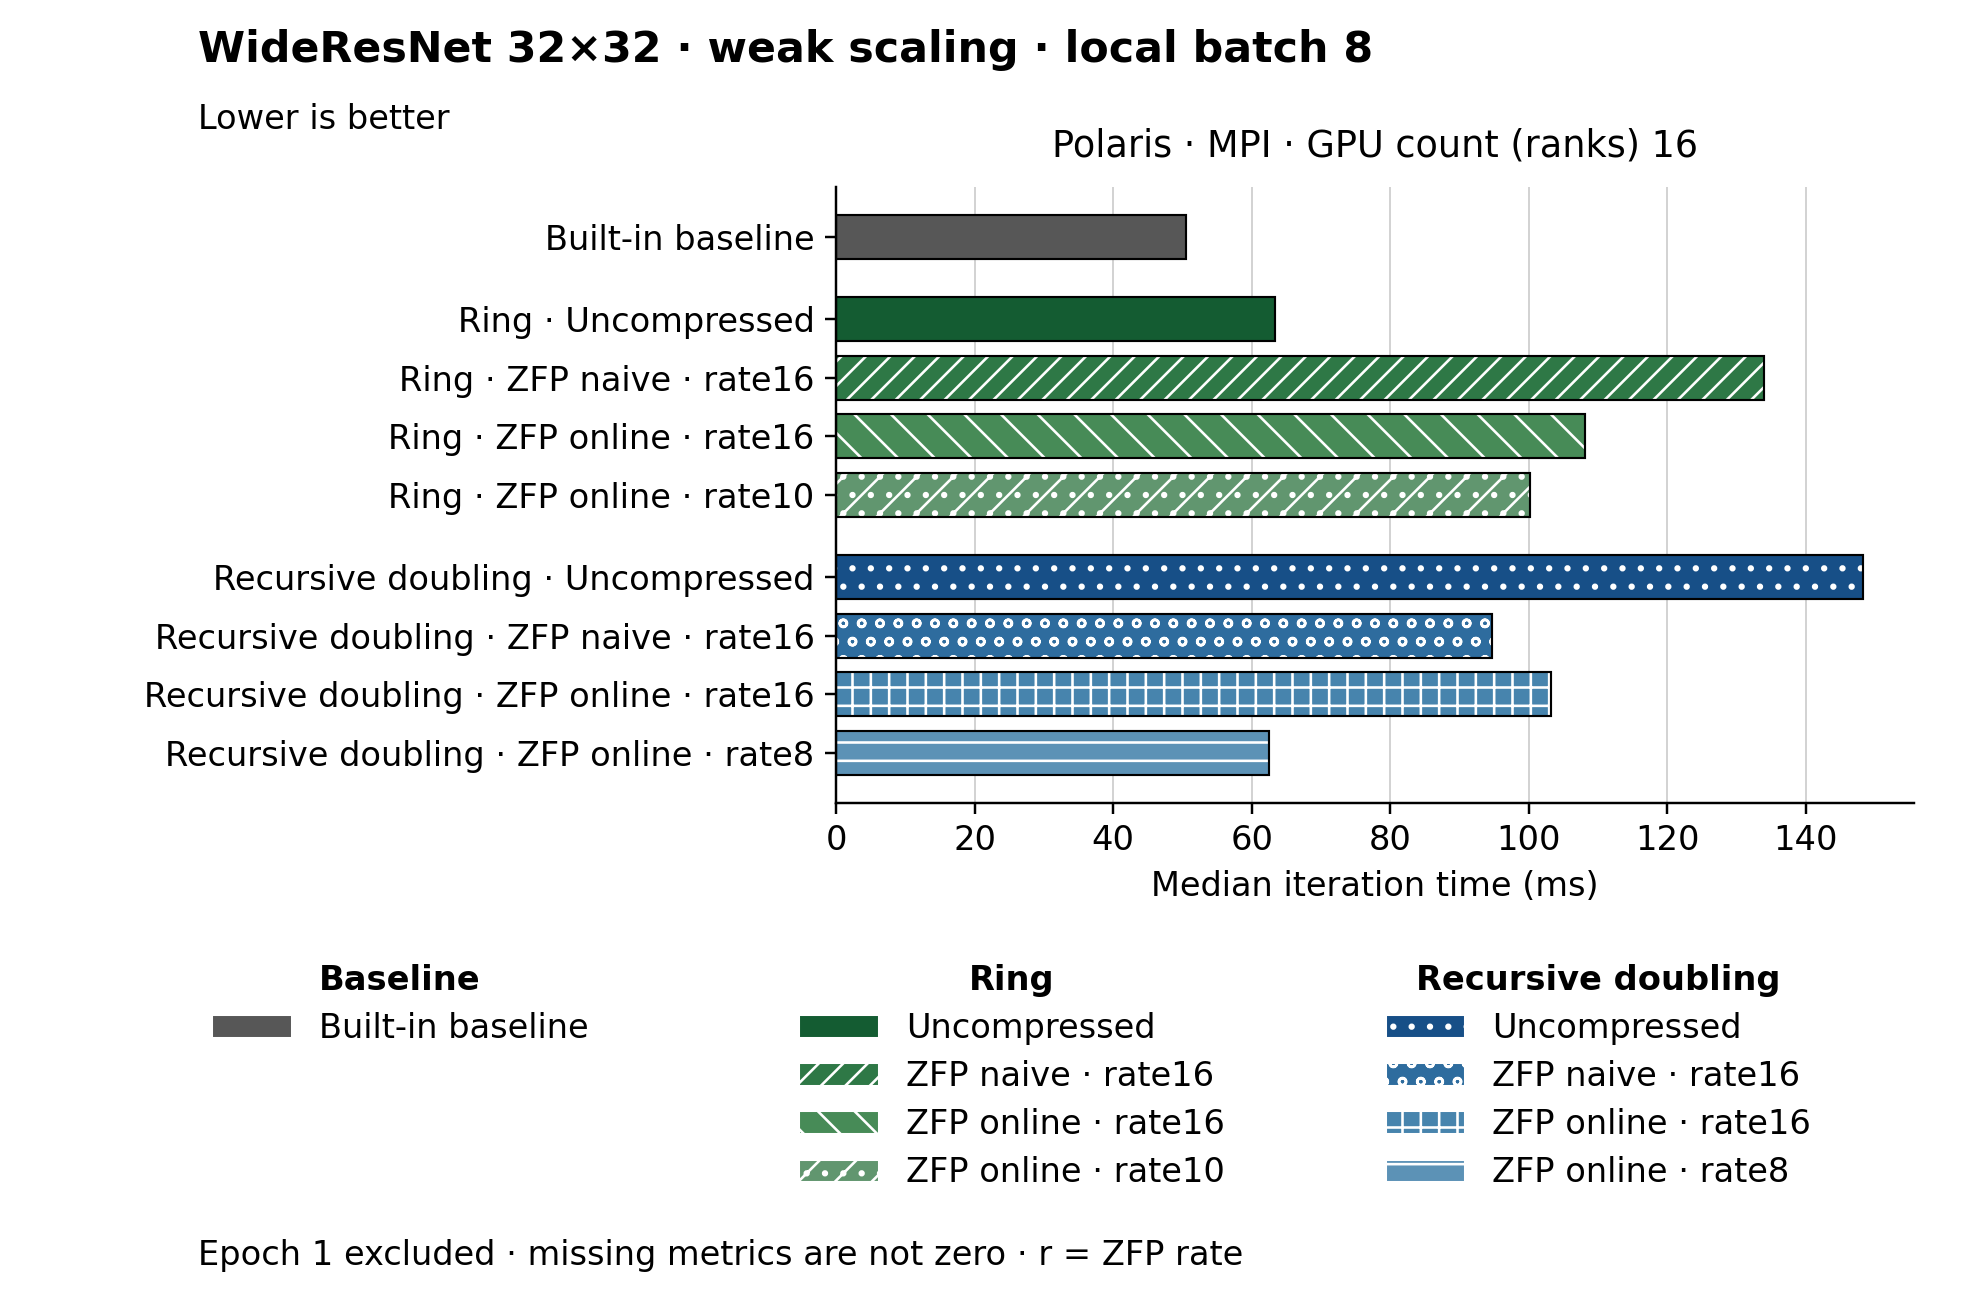 WideResNet 32×32 · weak scaling · local batch 8
Lower is better
Polaris · MPI · GPU count (ranks) 16
Built-in baseline
Ring · Uncompressed
Ring · ZFP naive · rate16
Ring · ZFP online · rate16
Ring · ZFP online · rate10
Recursive doubling · Uncompressed
Recursive doubling · ZFP naive · rate16
Recursive doubling · ZFP online · rate16
Recursive doubling · ZFP online · rate8
0 20 40 60 80 100 120 140
Median iteration time (ms)
Baseline
Built-in baseline
Ring
Uncompressed
ZFP naive · rate16
ZFP online · rate16
ZFP online · rate10
Recursive doubling
Uncompressed
ZFP naive · rate16
ZFP online · rate16
ZFP online · rate8
Epoch 1 excluded · missing metrics are not zero · r = ZFP rate